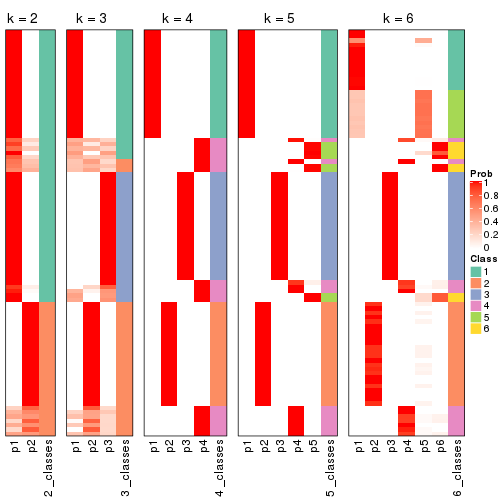 k = 2
k = 3
k = 4
k = 5
k = 6
Prob
1
0.8
0.6
0.4
0.2
0
Class
1
2
3
4
5
6
p1
p2
2_classes
p1
p2
p3
3_classes
p1
p2
p3
p4
4_classes
p1
p2
p3
p4
p5
5_classes
p1
p2
p3
p4
p5
p6
6_classes